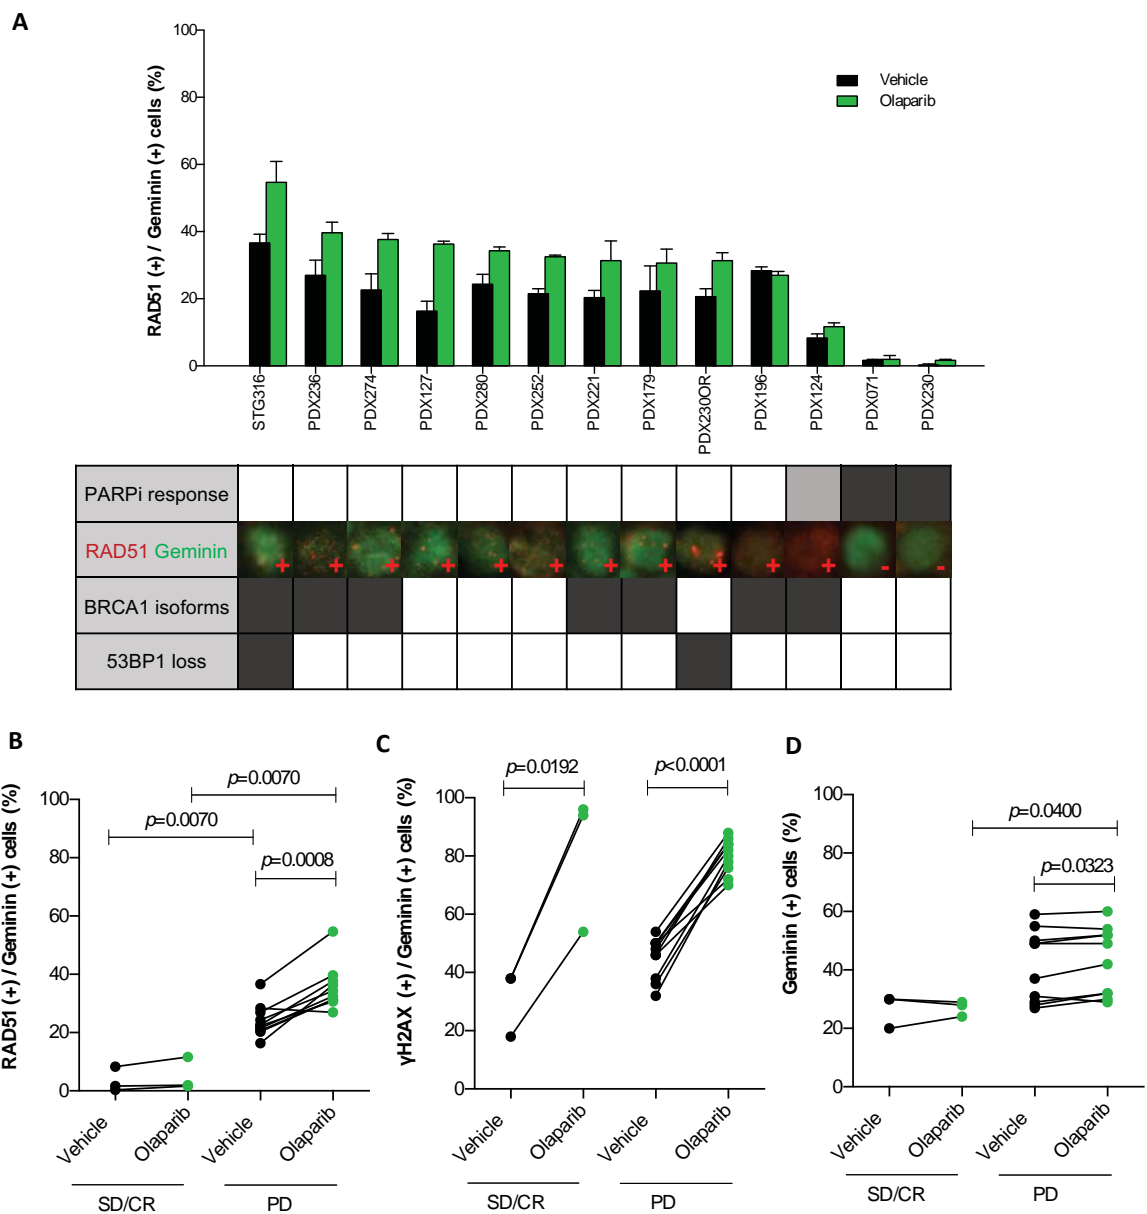 A
100
80
60
40
20
0
RAD51 (+) / Geminin (+) cells (%)
Vehicle
Olaparib
STG316
PDX236
PDX274
PDX127
PDX280
PDX252
PDX221
PDX179
PDX230OR
PDX196
PDX124
PDX071
PDX230
PARPi response
RAD51 Geminin
+ + + + + + + + + + + - -
BRCA1 isoforms
53BP1 loss
B
RAD51 (+) / Geminin (+) cells (%)
100
80
60
40
20
0
p=0.0070
p=0.0070
p=0.0008
Vehicle
Olaparib
Vehicle
Olaparib
SD/CR
PD
C
γH2AX (+) / Geminin (+) cells (%)
100
80
60
40
20
0
p=0.0192
p<0.0001
Vehicle
Olaparib
Vehicle
Olaparib
SD/CR
PD
D
Geminin (+) cells (%)
100
80
60
40
20
0
p=0.0400
p=0.0323
Vehicle
Olaparib
Vehicle
Olaparib
SD/CR
PD